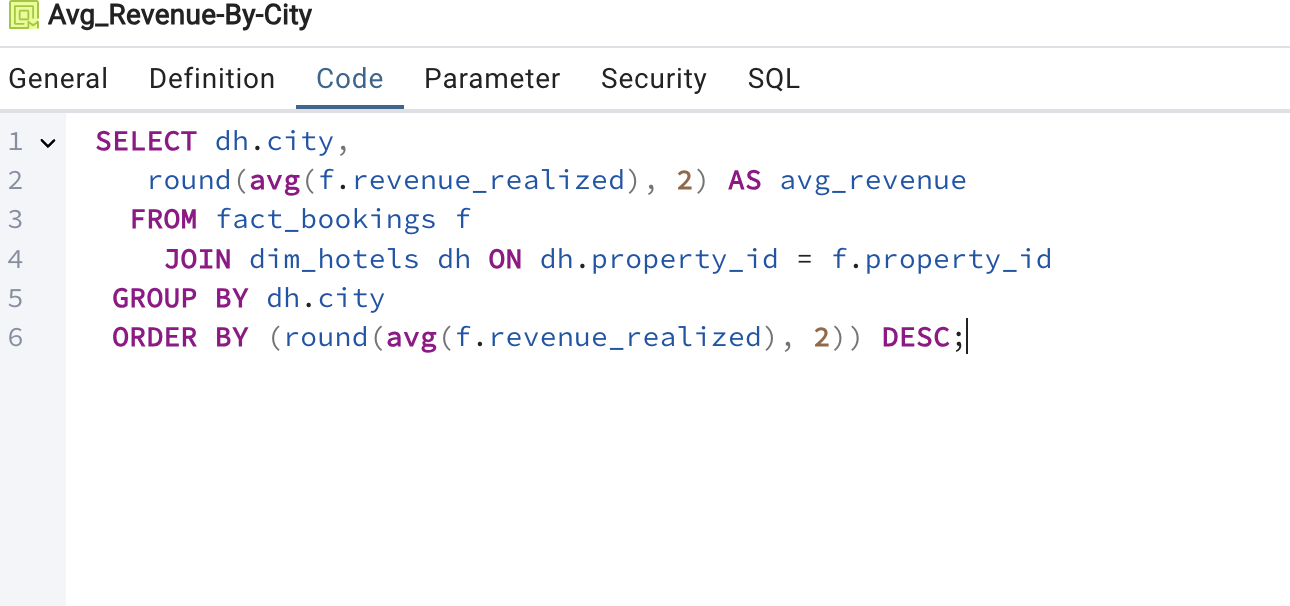 Avg_Revenue-By-City
General Definition Code Parameter Security SQL
1 SELECT dh.city,
2 round(avg(f.revenue_realized), 2) AS avg_revenue
3 FROM fact_bookings f
4 JOIN dim_hotels dh ON dh.property_id = f.property_id
5 GROUP BY dh.city
6 ORDER BY (round(avg(f.revenue_realized), 2)) DESC;